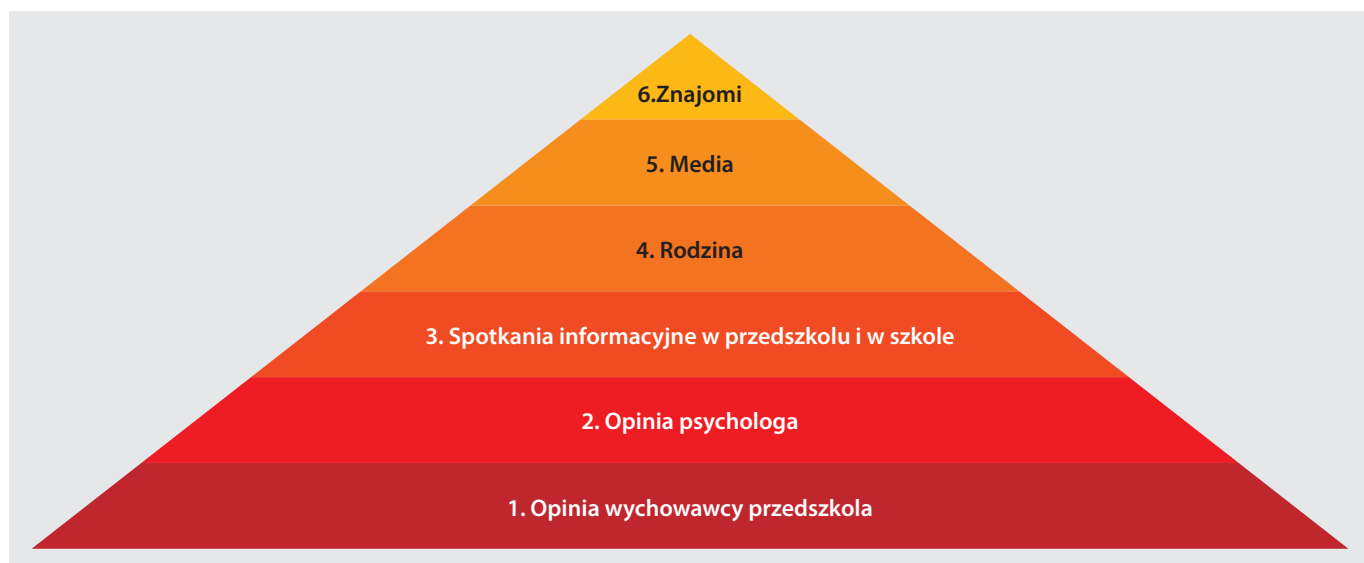 6.Znajomi
5. Media
4. Rodzina
3. Spotkania informacyjne w przedszkolu i w szkole
2. Opinia psychologa
1. Opinia wychowawcy przedszkola